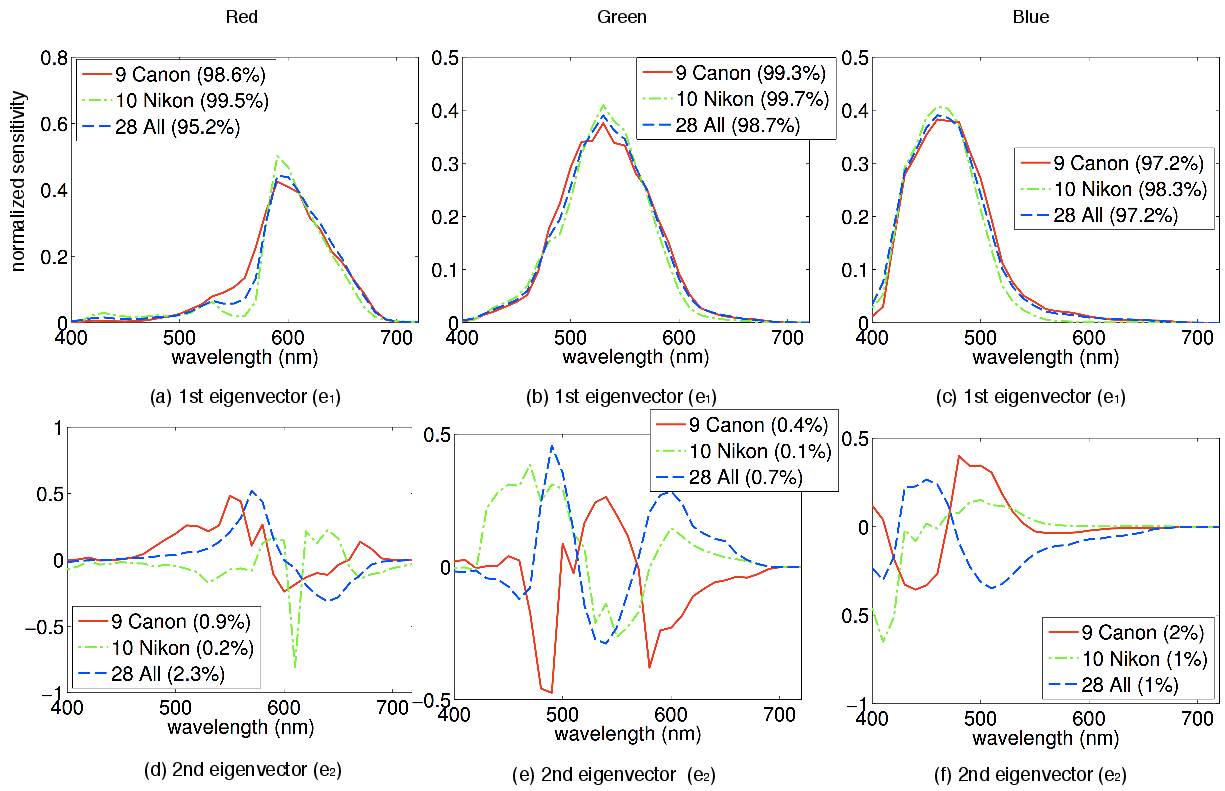 Red
Green
Blue
0.8
0.6
0.4
0.2
0
normalized sensitivity
9 Canon (98.6%)
10 Nikon (99.5%)
28 All (95.2%)
400 500 600 700
wavelength (nm)
0.5
0.4
0.3
0.2
0.1
0
9 Canon (99.3%)
10 Nikon (99.7%)
28 All (98.7%)
400 500 600 700
wavelength (nm)
0.5
0.4
0.3
0.2
0.1
0
9 Canon (97.2%)
10 Nikon (98.3%)
28 All (97.2%)
400 500 600 700
wavelength (nm)
(a) 1st eigenvector (e₁)
(b) 1st eigenvector (e₁)
(c) 1st eigenvector (e₁)
1
0.5
0
−0.5
−1
9 Canon (0.9%)
10 Nikon (0.2%)
28 All (2.3%)
400 500 600 700
wavelength (nm)
0.5
0
−0.5
9 Canon (0.4%)
10 Nikon (0.1%)
28 All (0.7%)
400 500 600 700
wavelength (nm)
0.5
0
0.5
−1
9 Canon (2%)
10 Nikon (1%)
28 All (1%)
400 500 600 700
wavelength (nm)
(d) 2nd eigenvector (e₂)
(e) 2nd eigenvector (e₂)
(f) 2nd eigenvector (e₂)